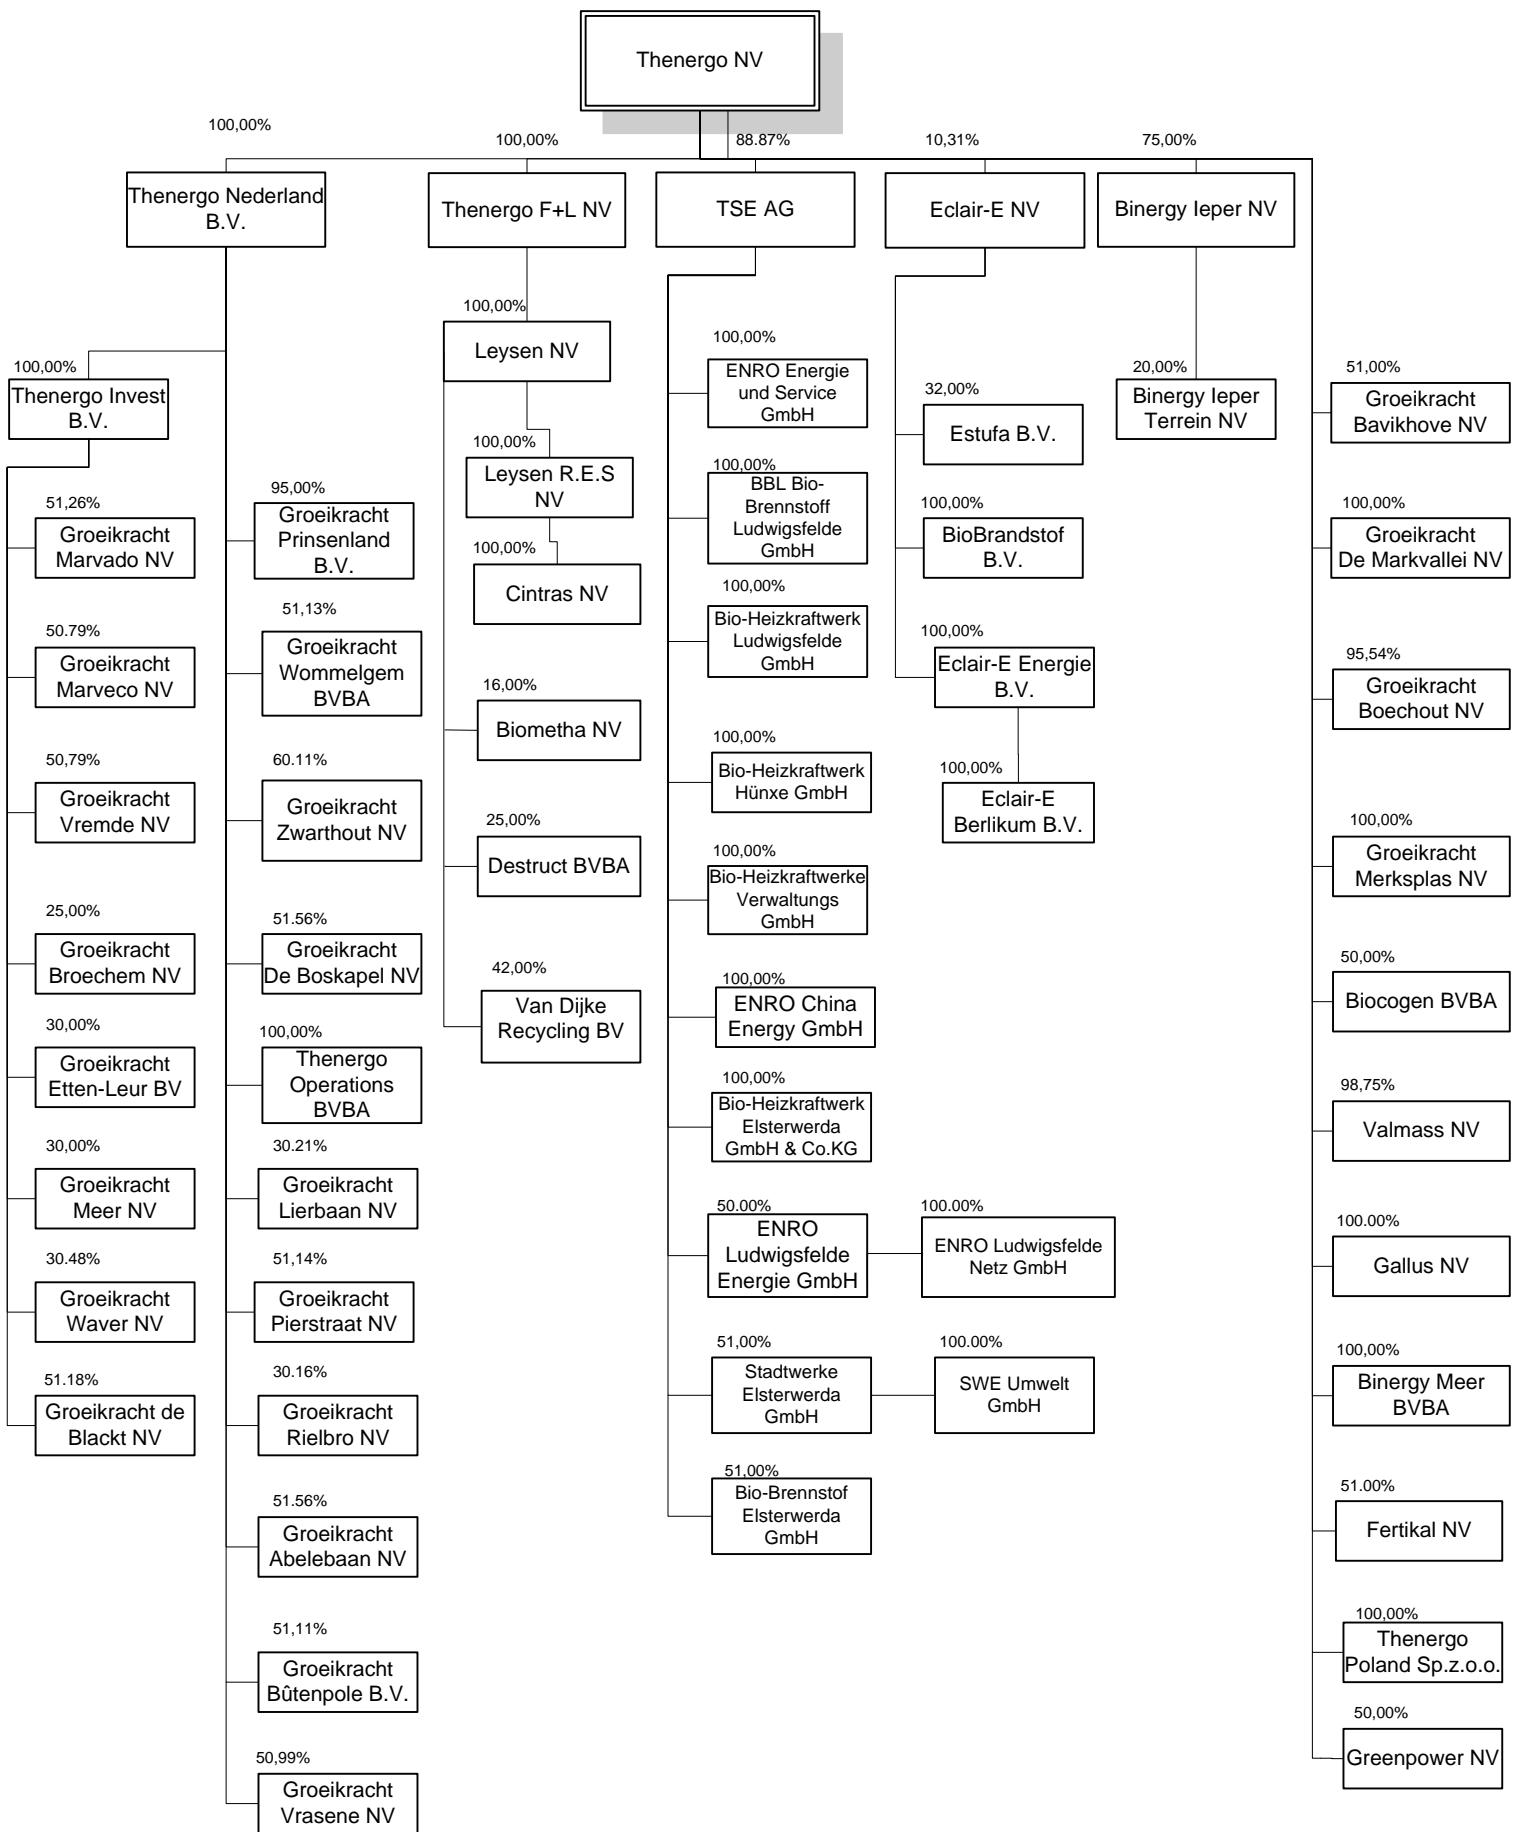 Thenergo NV
100,00%
100,00%
88.87%
10,31%
75,00%
Thenergo Nederland
B.V.
Thenergo F+L NV
TSE AG
Eclair-E NV
Binergy Ieper NV
100,00%
Thenergo Invest
B.V.
51,26%
Groeikracht
Marvado NV
50.79%
Groeikracht
Marveco NV
50,79%
Groeikracht
Vremde NV
25,00%
Groeikracht
Broechem NV
30,00%
Groeikracht
Etten-Leur BV
30,00%
Groeikracht
Meer NV
30.48%
Groeikracht
Waver NV
51.18%
Groeikracht de
Blackt NV
95,00%
Groeikracht
Prinsenland
B.V.
51,13%
Groeikracht
Wommelgem
BVBA
60.11%
Groeikracht
Zwarthout NV
51.56%
Groeikracht
De Boskapel NV
100,00%
Thenergo
Operations
BVBA
30.21%
Groeikracht
Lierbaan NV
51,14%
Groeikracht
Pierstraat NV
30.16%
Groeikracht
Rielbro NV
51.56%
Groeikracht
Abelebaan NV
51,11%
Groeikracht
Bûtenpole B.V.
50,99%
Groeikracht
Vrasene NV
100,00%
Leysen NV
100,00%
Leysen R.E.S
NV
100,00%
Cintras NV
16,00%
Biometha NV
25,00%
Destruct BVBA
42,00%
Van Dijke
Recycling BV
100,00%
ENRO Energie
und Service
GmbH
100,00%
BBL Bio-
Brennstoff
Ludwigsfelde
GmbH
100,00%
Bio-Heizkraftwerk
Ludwigsfelde
GmbH
100,00%
Bio-Heizkraftwerk
Hünxe GmbH
100,00%
Bio-Heizkraftwerke
Verwaltungs
GmbH
100,00%
ENRO China
Energy GmbH
100,00%
Bio-Heizkraftwerk
Elsterwerda
GmbH & Co.KG
50.00%
ENRO
Ludwigsfelde
Energie GmbH
100.00%
ENRO Ludwigsfelde
Netz GmbH
51,00%
Stadtwerke
Elsterwerda
GmbH
100.00%
SWE Umwelt
GmbH
51,00%
Bio-Brennstof
Elsterwerda
GmbH
32,00%
Estufa B.V.
100,00%
BioBrandstof
B.V.
100,00%
Eclair-E Energie
B.V.
100,00%
Eclair-E
Berlikum B.V.
20,00%
Binergy Ieper
Terrein NV
51,00%
Groeikracht
Bavikhove NV
100,00%
Groeikracht
De Markvallei NV
95,54%
Groeikracht
Boechout NV
100,00%
Groeikracht
Merksplas NV
50,00%
Biocogen BVBA
98,75%
Valmass NV
100.00%
Gallus NV
100,00%
Binergy Meer
BVBA
51.00%
Fertikal NV
100,00%
Thenergo
Poland Sp.z.o.o.
50,00%
Greenpower NV